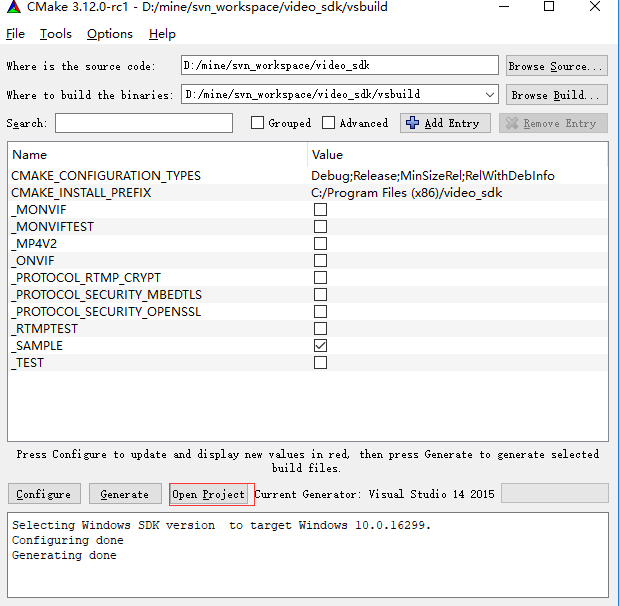 CMake 3.12.0-rc1 - D:/mine/svn_workspace/video_sdk/vsbuild
File Tools Options Help
Where is the source code: D:/mine/svn_workspace/video_sdk Browse Source...
Where to build the binaries: D:/mine/svn_workspace/video_sdk/vsbuild Browse Build...
Search: Grouped Advanced Add Entry Remove Entry
Name Value
CMAKE_CONFIGURATION_TYPES Debug;Release;MinSizeRel;RelWithDebInfo
CMAKE_INSTALL_PREFIX C:/Program Files (x86)/video_sdk
_MONVIF
_MONVIFTEST
_MP4V2
_ONVIF
_PROTOCOL_RTMP_CRYPT
_PROTOCOL_SECURITY_MBEDTLS
_PROTOCOL_SECURITY_OPENSSL
_RTMPTEST
_SAMPLE
_TEST
Press Configure to update and display new values in red, then press Generate to generate selected
build files.
Configure Generate Open Project Current Generator: Visual Studio 14 2015
Selecting Windows SDK version  to target Windows 10.0.16299.
Configuring done
Generating done